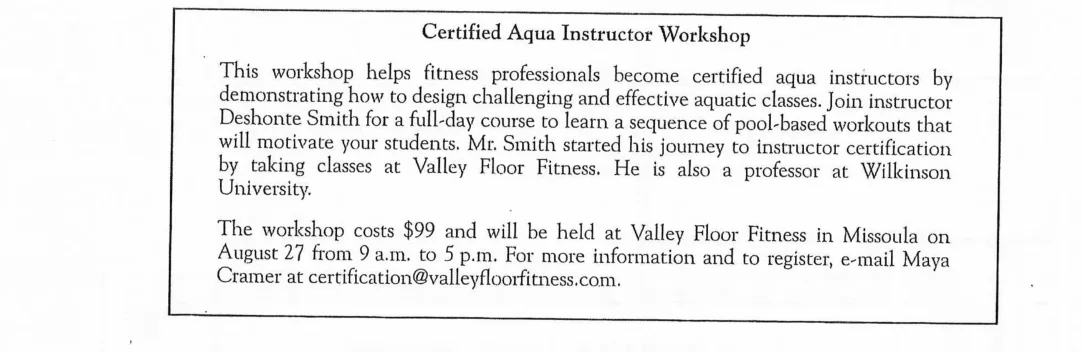 Certified Aqua Instructor Workshop
This workshop helps fitness professionals become certified aqua instructors by
demonstrating how to design challenging and effective aquatic classes. Join instructor
Deshonte Smith for a full-day course to learn a sequence of pool-based workouts that
will motivate your students. Mr. Smith started his journey to instructor certification
by taking classes at Valley Floor Fitness. He is also a professor at Wilkinson
University.
The workshop costs $99 and will be held at Valley Floor Fitness in Missoula on
August 27 from 9 a.m. to 5 p.m. For more information and to register, e-mail Maya
Cramer at certification@valleyfloorfitness.com.